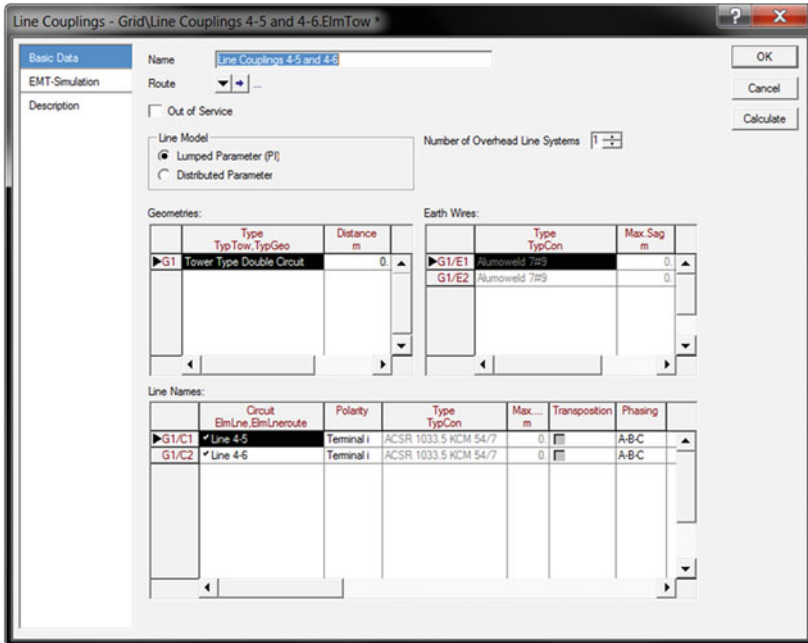 Line Couplings - Grid\Line Couplings 4-5 and 4-6.ElmTow *
Basic Data
EMT-Simulation
Description
Name Line Couplings 4-5 and 4-6
Route ...
Out of Service
Line Model
Lumped Parameter (PI)
Distributed Parameter
Number of Overhead Line Systems 1
OK
Cancel
Calculate
Geometries:
Type Distance
TypTow,TypGeo m
G1 Tower Type Double Circuit 0.
Earth Wires:
Type Max.Sag
TypCon m
G1/E1 Alumoweld 7#9 0.
G1/E2 Alumoweld 7#9 0.
Line Names:
Circuit Polarity Type Max.... Transposition Phasing
ElmLne,ElmLneroute TypCon m
G1/C1 Line 4-5 Terminal i ACSR 1033.5 KCM 54/7 0. A-B-C
G1/C2 Line 4-6 Terminal i ACSR 1033.5 KCM 54/7 0. A-B-C